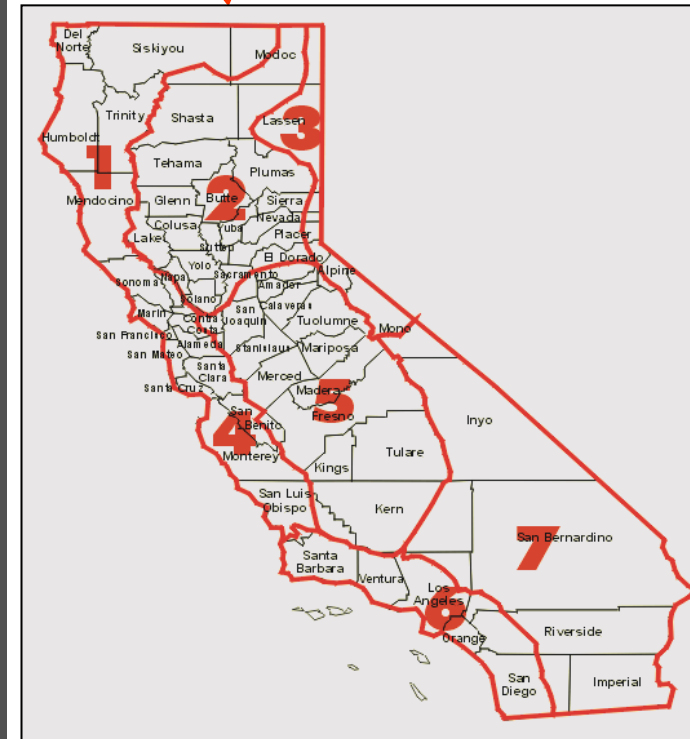 Del
Norte
Siskiyou
Modoc
Trinity
Shasta
Lassen
3
Humboldt
1
Tehama
Plumas
Mendocino
Glenn
Butte
2
Sierra
Colusa
Yuba
Nevada
Placer
Lake
Sutter
El Dorado
Yolo
Sonoma
Napa
Sacramento
Alpine
Amador
Solano
Calaveras
Marin
Contra
Costa
San
Joaquin
Tuolumne
Mono
San Francisco
Alameda
Stanislaus
Mariposa
San Mateo
Santa
Clara
Merced
Santa Cruz
Madera
5
San
Benito
Fresno
Inyo
4
Monterey
Tulare
Kings
San Luis
Obispo
Kern
7
San Bernardino
Santa
Barbara
Ventura
Los
Angeles
6
Orange
Riverside
San
Diego
Imperial